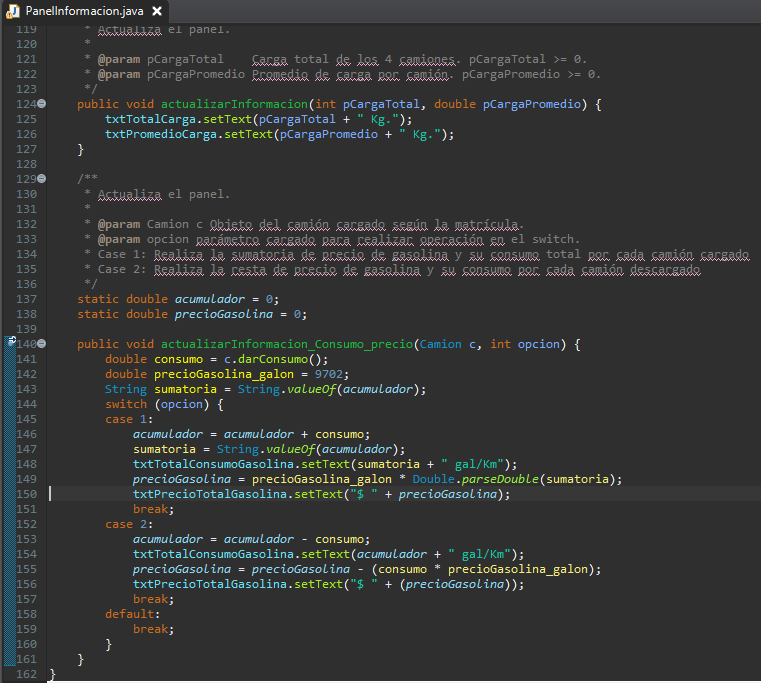 PanelInformacion.java
119 * Actualiza el panel.
120 *
121 * @param pCargaTotal    Carga total de los 4 camiones. pCargaTotal >= 0.
122 * @param pCargaPromedio Promedio de carga por camión. pCargaPromedio >= 0.
123 */
124 public void actualizarInformacion(int pCargaTotal, double pCargaPromedio) {
125 txtTotalCarga.setText(pCargaTotal + " Kg.");
126 txtPromedioCarga.setText(pCargaPromedio + " Kg.");
127 }
128
129 /**
130 * Actualiza el panel.
131 *
132 * @param Camion c Objeto del camión cargado según la matrícula.
133 * @param opcion parámetro cargado para realizar operación en el switch.
134 * Case 1: Realiza la sumatoria de precio de gasolina y su consumo total por cada camión cargado
135 * Case 2: Realiza la resta de precio de gasolina y su consumo por cada camión descargado
136 */
137 static double acumulador = 0;
138 static double precioGasolina = 0;
139
140 public void actualizarInformacion_Consumo_precio(Camion c, int opcion) {
141 double consumo = c.darConsumo();
142 double precioGasolina_galon = 9702;
143 String sumatoria = String.valueOf(acumulador);
144 switch (opcion) {
145 case 1:
146 acumulador = acumulador + consumo;
147 sumatoria = String.valueOf(acumulador);
148 txtTotalConsumoGasolina.setText(sumatoria + " gal/Km");
149 precioGasolina = precioGasolina_galon * Double.parseDouble(sumatoria);
150 txtPrecioTotalGasolina.setText("$ " + precioGasolina);
151 break;
152 case 2:
153 acumulador = acumulador - consumo;
154 txtTotalConsumoGasolina.setText(acumulador + " gal/Km");
155 precioGasolina = precioGasolina - (consumo * precioGasolina_galon);
156 txtPrecioTotalGasolina.setText("$ " + (precioGasolina));
157 break;
158 default:
159 break;
160 }
161 }
162 }